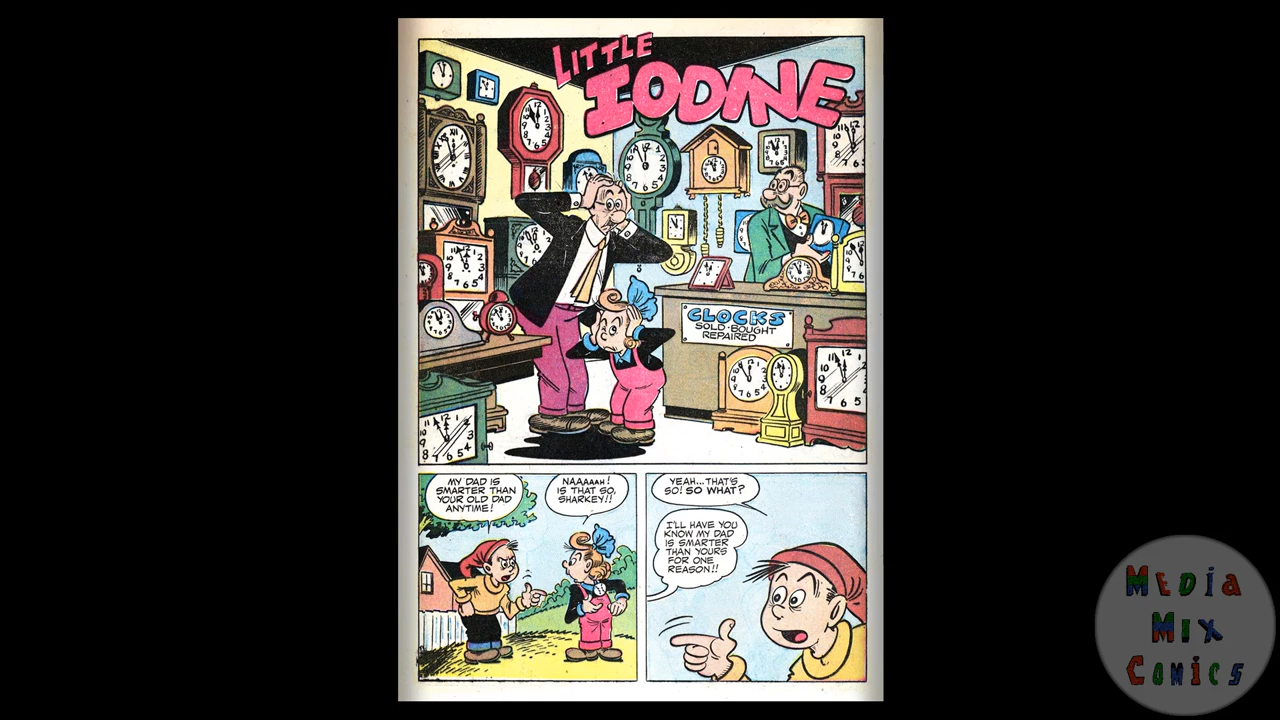 LITTLE
IODINE
CLOCKS
SOLD·BOUGHT
REPAIRED
MY DAD IS
SMARTER THAN
YOUR OLD DAD
ANYTIME!
NAAAAAH!
IS THAT SO,
SHARKEY!!
YEAH...THAT'S
SO! SO WHAT?
I'LL HAVE YOU
KNOW MY DAD
IS SMARTER
THAN YOURS
FOR ONE
REASON!!
MEDIA
MIX
COMICS